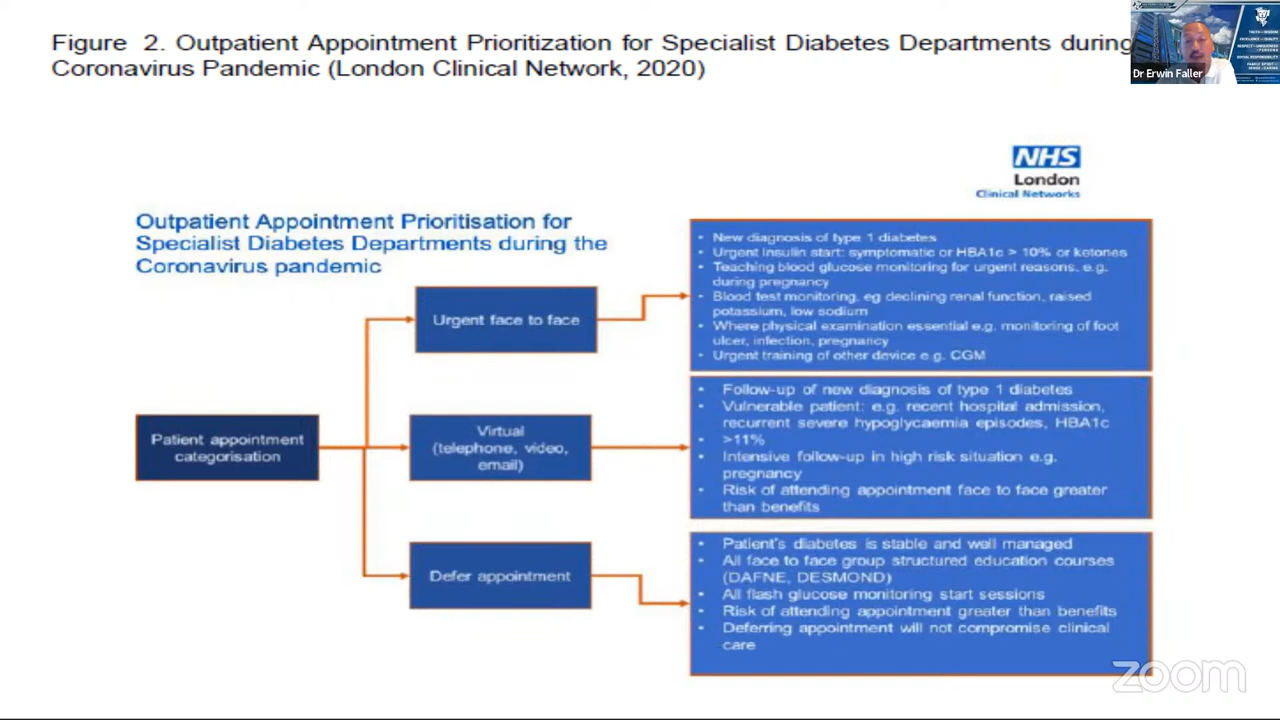 Figure 2. Outpatient Appointment Prioritization for Specialist Diabetes Departments during
Coronavirus Pandemic (London Clinical Network, 2020)
Dr Erwin Faller
NHS
London
Clinical Networks
Outpatient Appointment Prioritisation for
Specialist Diabetes Departments during the
Coronavirus pandemic
Patient appointment
categorisation
Urgent face to face
• New diagnosis of type 1 diabetes
• Urgent insulin start: symptomatic or HBA1c > 10% or ketones
• Teaching blood glucose monitoring for urgent reasons, e.g.
during pregnancy
• Blood test monitoring, eg declining renal function, raised
potassium, low sodium
• Where physical examination essential e.g. monitoring of foot
ulcer, infection, pregnancy
• Urgent training of other device e.g. CGM
Virtual
(telephone, video,
email)
• Follow-up of new diagnosis of type 1 diabetes
• Vulnerable patient: e.g. recent hospital admission,
recurrent severe hypoglycaemia episodes, HBA1c
• >11%
• Intensive follow-up in high risk situation e.g.
pregnancy
• Risk of attending appointment face to face greater
than benefits
Defer appointment
• Patient's diabetes is stable and well managed
• All face to face group structured education courses
(DAFNE, DESMOND)
• All flash glucose monitoring start sessions
• Risk of attending appointment greater than benefits
• Deferring appointment will not compromise clinical
care
zoom